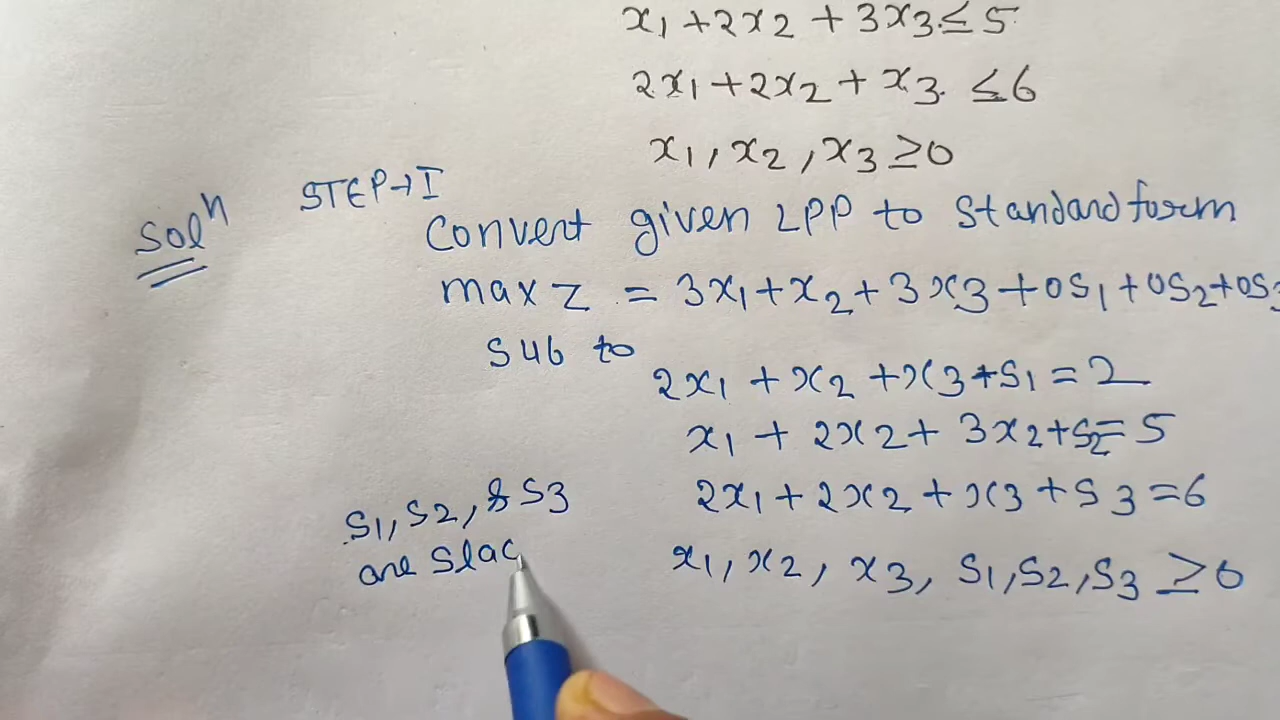 x1 + 2x2 + 3x3 ≤ 5
2x1 + 2x2 + x3 ≤ 6
x1, x2, x3 ≥ 0
Solⁿ STEP → I
Convert given LPP to standard form
max Z = 3x1 + x2 + 3x3 + 0S1 + 0S2 + 0S3
Sub to
2x1 + x2 + x3 + S1 = 2
x1 + 2x2 + 3x2 + S2 = 5
2x1 + 2x2 + x3 + S3 = 6
S1, S2, & S3
are Slac
x1, x2, x3, S1, S2, S3 ≥ 0